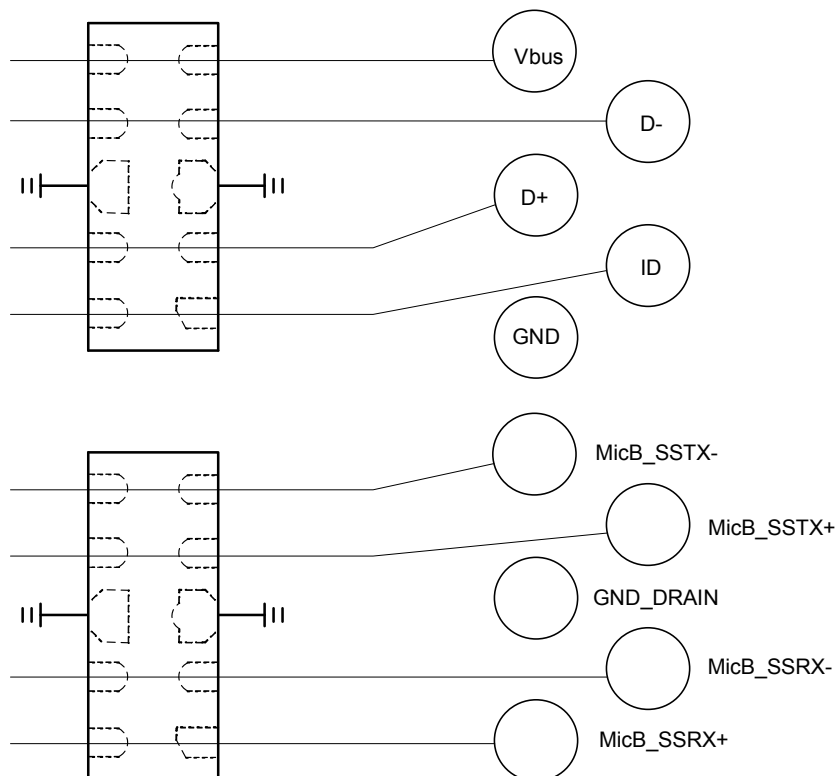 Vbus
D-
D+
ID
GND
MicB_SSTX-
MicB_SSTX+
GND_DRAIN
MicB_SSRX-
MicB_SSRX+